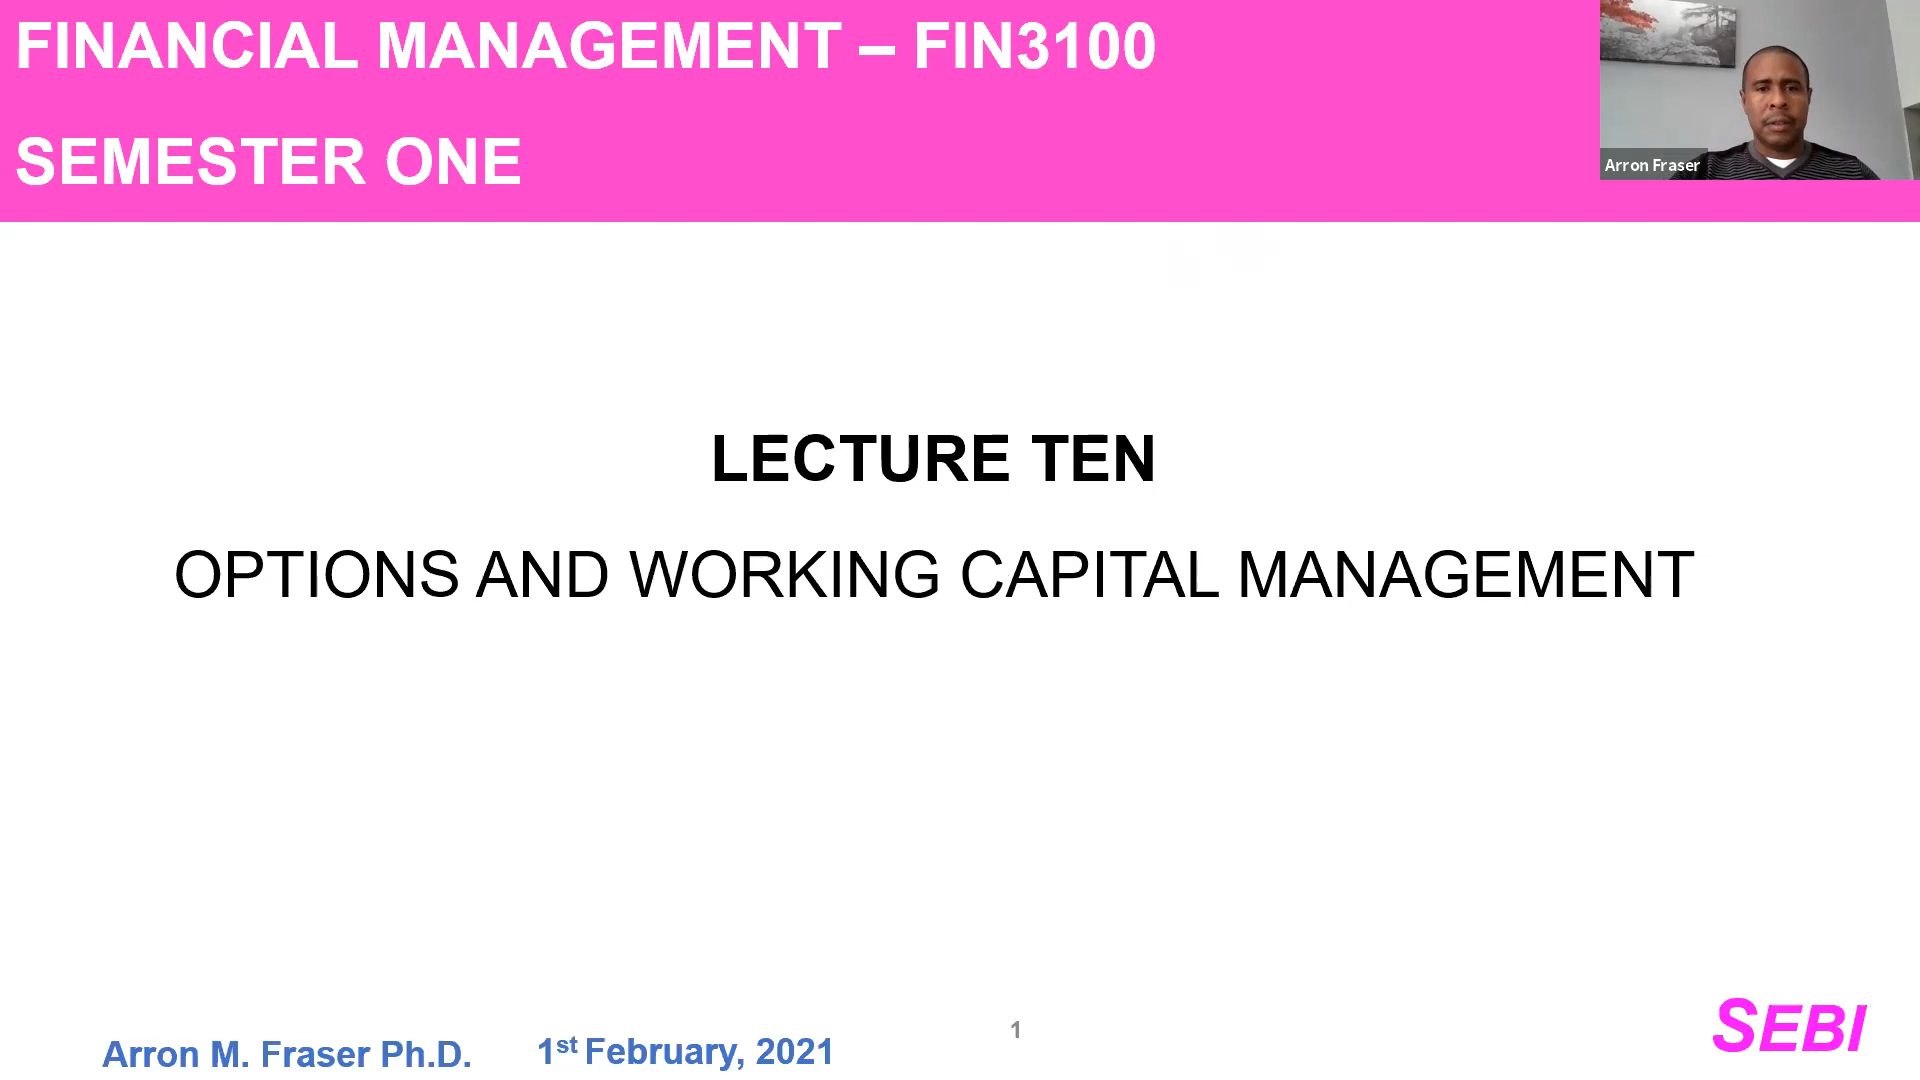 FINANCIAL MANAGEMENT – FIN3100
SEMESTER ONE
Arron Fraser
LECTURE TEN
OPTIONS AND WORKING CAPITAL MANAGEMENT
Arron M. Fraser Ph.D.
1st February, 2021
1
SEBI